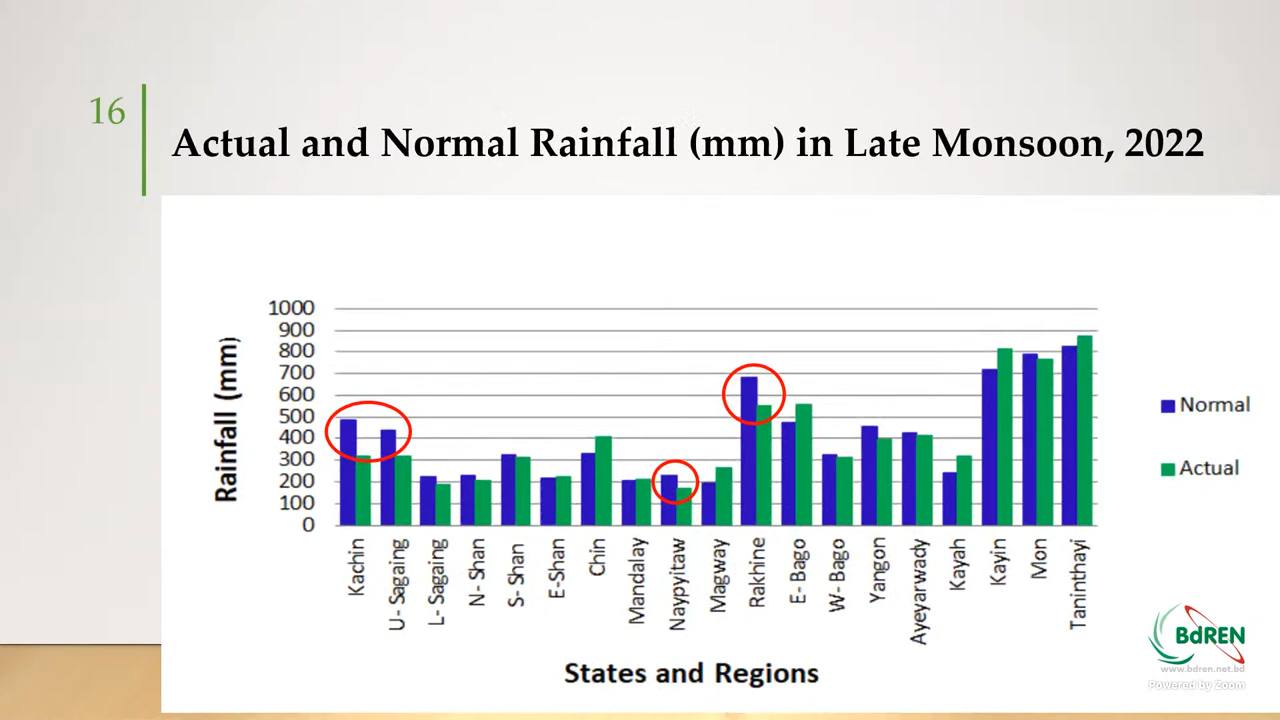 16
Actual and Normal Rainfall (mm) in Late Monsoon, 2022
Rainfall (mm)
1000
900
800
700
600
500
400
300
200
100
0
Kachin
U- Sagaing
L- Sagaing
N- Shan
S- Shan
E-Shan
Chin
Mandalay
Naypyitaw
Magway
Rakhine
E- Bago
W- Bago
Yangon
Ayeyarwady
Kayah
Kayin
Mon
Taninthayi
States and Regions
Normal
Actual
BdREN
www.bdren.net.bd
Powered by Zoom